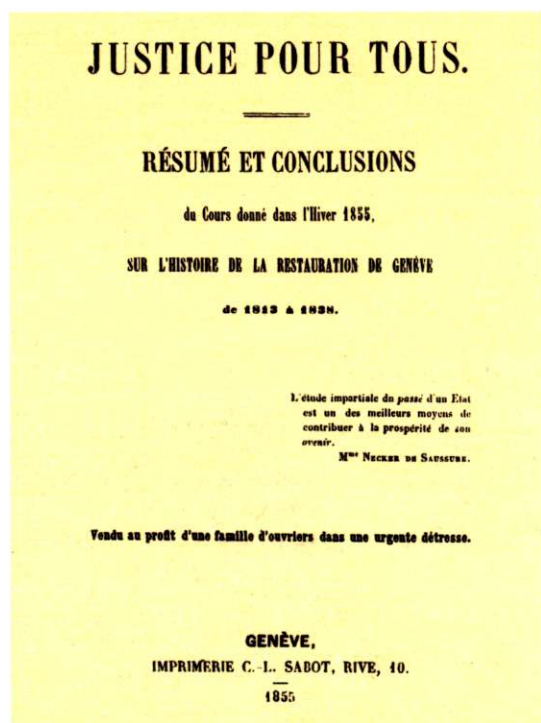 JUSTICE POUR TOUS.
RÉSUMÉ ET CONCLUSIONS
du Cours donné dans l'Hiver 1855,
SUR L'HISTOIRE DE LA RESTAURATION DE GENÈVE
de 1813 à 1838.
L'étude impartiale du passé d'un Etat
est un des meilleurs moyens de
contribuer à la prospérité de son
avenir.
Mme NECKER DE SAUSSURE.
Vendu au profit d'une famille d'ouvriers dans une urgente détresse.
GENÈVE,
IMPRIMERIE C.-L. SABOT, RIVE, 10.
1855